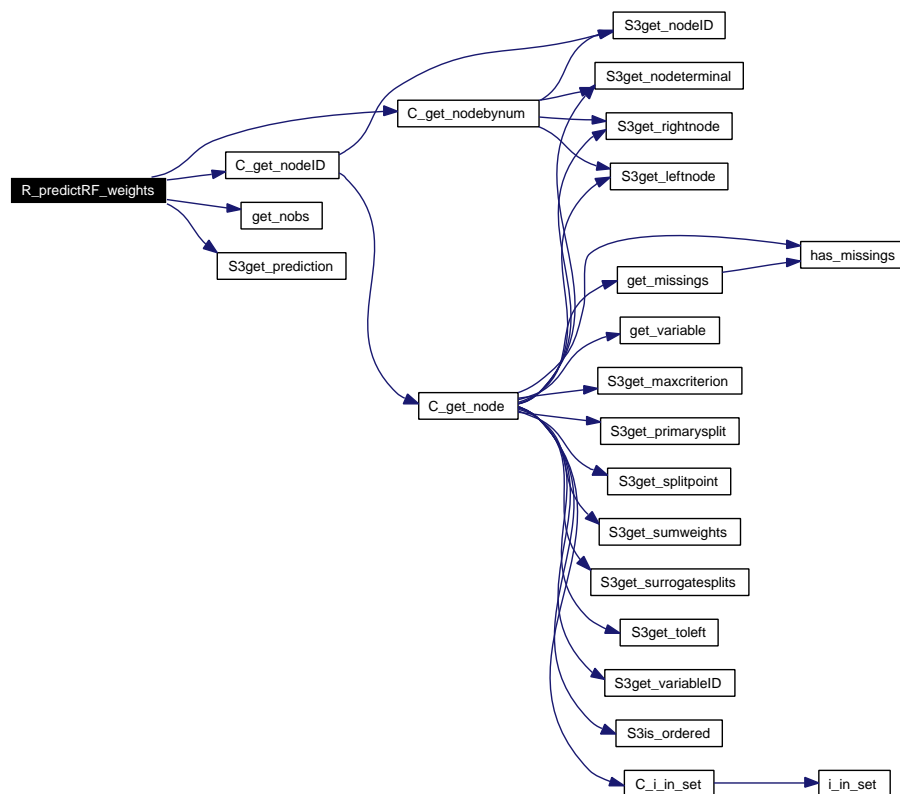 S3get_nodeID
S3get_nodeterminal
C_get_nodebynum
S3get_rightnode
C_get_nodeID
S3get_leftnode
R_predictRF_weights
get_nobs
has_missings
S3get_prediction
get_missings
get_variable
S3get_maxcriterion
C_get_node
S3get_primarysplit
S3get_splitpoint
S3get_sumweights
S3get_surrogatesplits
S3get_toleft
S3get_variableID
S3is_ordered
C_i_in_set
i_in_set